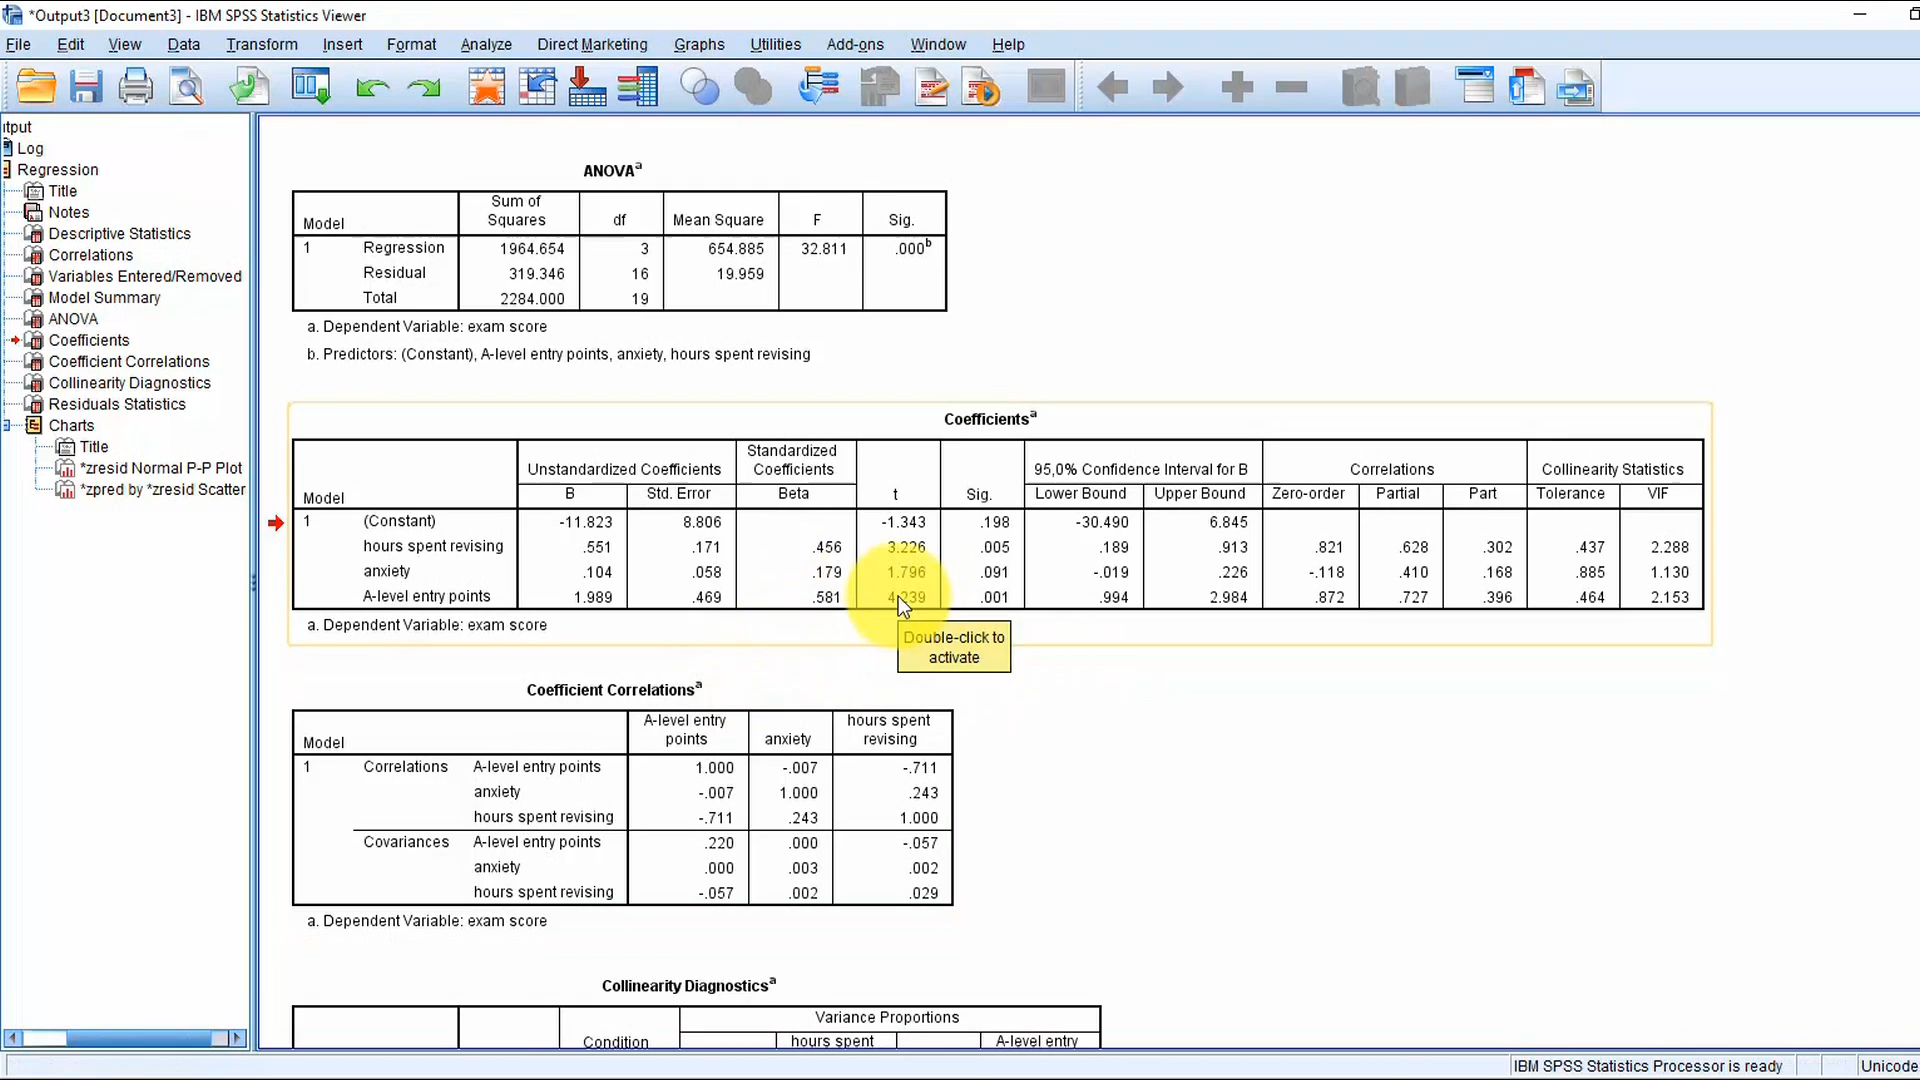 *Output3 [Document3] - IBM SPSS Statistics Viewer
File Edit View Data Transform Insert Format Analyze Direct Marketing Graphs Utilities Add-ons Window Help
tput
Log
Regression
Title
Notes
Descriptive Statistics
Correlations
Variables Entered/Removed
Model Summary
ANOVA
Coefficients
Coefficient Correlations
Collinearity Diagnostics
Residuals Statistics
Charts
Title
*zresid Normal P-P Plot
*zpred by *zresid Scatter
ANOVAa
Model Sum of Squares df Mean Square F Sig.
1 Regression 1964.654 3 654.885 32.811 .000b
Residual 319.346 16 19.959
Total 2284.000 19
a. Dependent Variable: exam score
b. Predictors: (Constant), A-level entry points, anxiety, hours spent revising
Coefficientsa
Unstandardized Coefficients Standardized Coefficients 95,0% Confidence Interval for B Correlations Collinearity Statistics
Model B Std. Error Beta t Sig. Lower Bound Upper Bound Zero-order Partial Part Tolerance VIF
1 (Constant) -11.823 8.806 -1.343 .198 -30.490 6.845
hours spent revising .551 .171 .456 3.226 .005 .189 .913 .821 .628 .302 .437 2.288
anxiety .104 .058 .179 1.796 .091 -.019 .226 -.118 .410 .168 .885 1.130
A-level entry points 1.989 .469 .581 4.239 .001 .994 2.984 .872 .727 .396 .464 2.153
a. Dependent Variable: exam score
Double-click to
activate
Coefficient Correlationsa
Model A-level entry points anxiety hours spent revising
1 Correlations A-level entry points 1.000 -.007 -.711
anxiety -.007 1.000 .243
hours spent revising -.711 .243 1.000
Covariances A-level entry points .220 .000 -.057
anxiety .000 .003 .002
hours spent revising -.057 .002 .029
a. Dependent Variable: exam score
Collinearity Diagnosticsa
Variance Proportions
Condition hours spent A-level entry
IBM SPSS Statistics Processor is ready Unicode